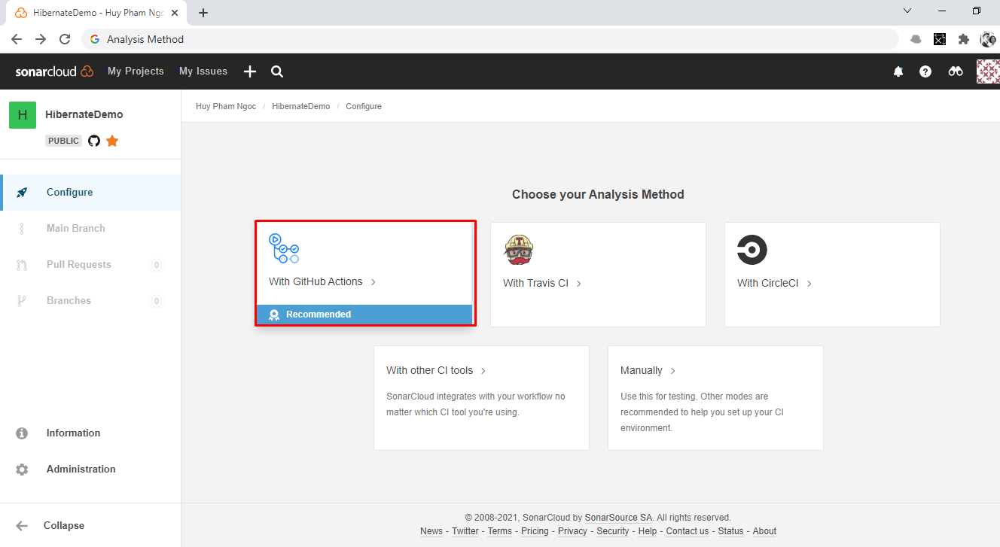 HibernateDemo - Huy Pham Ngo
Analysis Method
sonarcloud My Projects My Issues
H HibernateDemo
PUBLIC
Huy Pham Ngoc / HibernateDemo / Configure
Configure
Main Branch
Pull Requests 0
Branches 0
Information
Administration
Collapse
Choose your Analysis Method
With GitHub Actions
Recommended
With Travis CI
With CircleCI
With other CI tools
SonarCloud integrates with your workflow no
matter which CI tool you're using.
Manually
Use this for testing. Other modes are
recommended to help you set up your CI
environment.
© 2008-2021, SonarCloud by SonarSource SA. All rights reserved.
News - Twitter - Terms - Pricing - Privacy - Security - Help - Contact us - Status - About